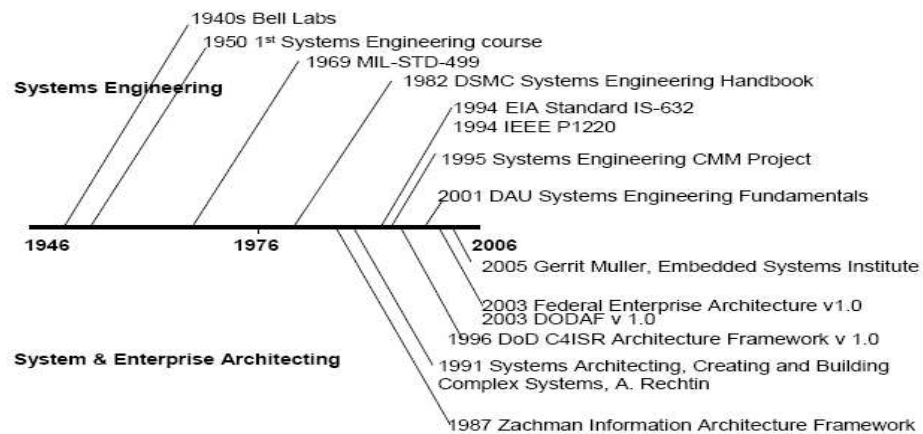 1940s Bell Labs
1950 1st Systems Engineering course
1969 MIL-STD-499
Systems Engineering
1982 DSMC Systems Engineering Handbook
1994 EIA Standard IS-632
1994 IEEE P1220
1995 Systems Engineering CMM Project
2001 DAU Systems Engineering Fundamentals
1946
1976
2006
2005 Gerrit Muller, Embedded Systems Institute
2003 Federal Enterprise Architecture v1.0
2003 DODAF v 1.0
1996 DoD C4ISR Architecture Framework v 1.0
System & Enterprise Architecting
1991 Systems Architecting, Creating and Building
Complex Systems, A. Rechtin
1987 Zachman Information Architecture Framework